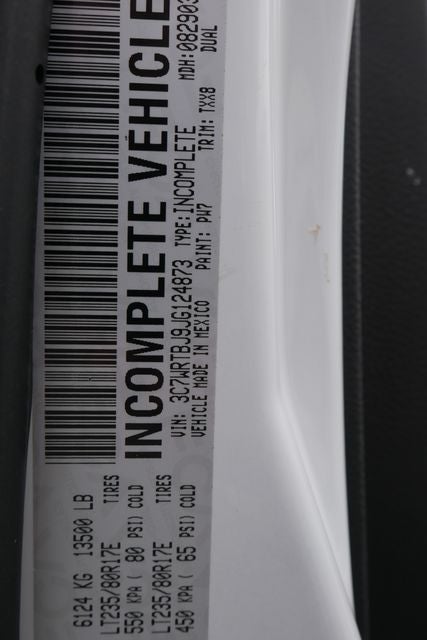 6124 KG 13500 LB
LT235/80R17E TIRES
550 KPA ( 80 PSI) COLD
LT235/80R17E TIRES
450 KPA ( 65 PSI) COLD
INCOMPLETE VEHICLE
VIN: 3C7WRTBJ9JG124873 TYPE:INCOMPLETE MDH:082903
VEHICLE MADE IN MEXICO PAINT: PW7 TRIM: TXX8 DUAL